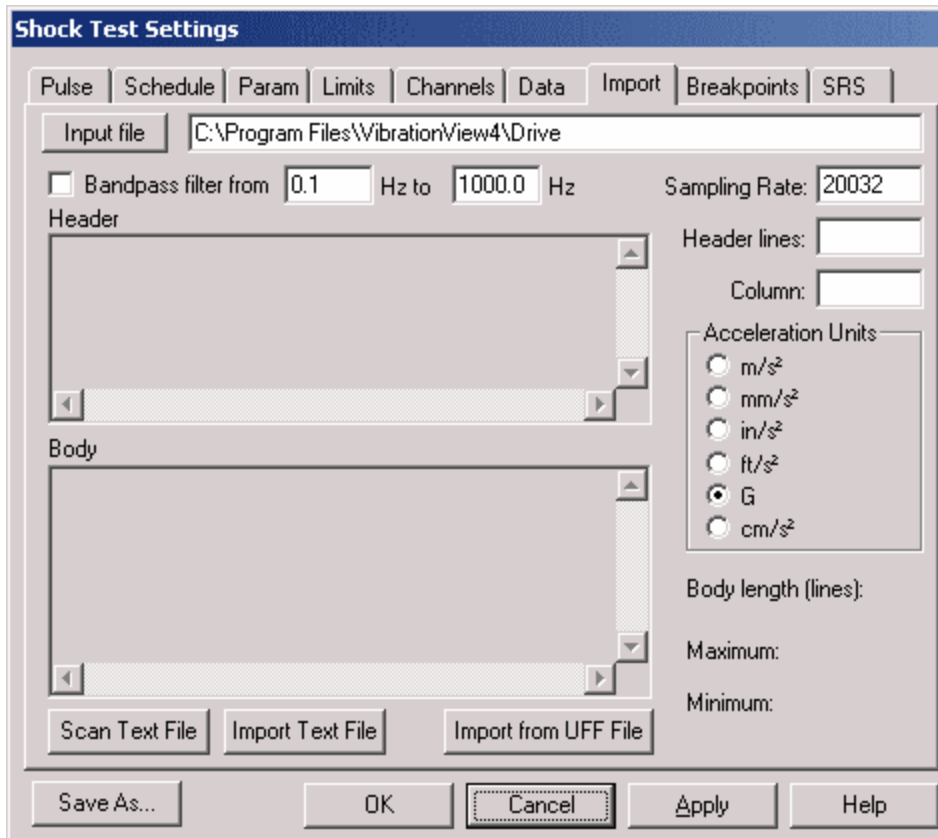 Shock Test Settings
Pulse Schedule Param Limits Channels Data Import Breakpoints SRS
Input file C:\Program Files\VibrationView4\Drive
Bandpass filter from 0.1 Hz to 1000.0 Hz Sampling Rate: 20032
Header
Header lines:
Column:
Acceleration Units
m/s²
mm/s²
in/s²
ft/s²
G
cm/s²
Body
Body length (lines):
Maximum:
Minimum:
Scan Text File Import Text File Import from UFF File
Save As... OK Cancel Apply Help